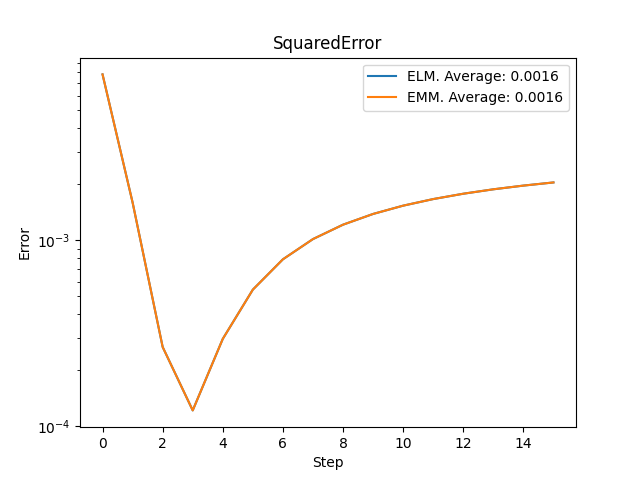 SquaredError
ELM. Average: 0.0016
EMM. Average: 0.0016
Error
10⁻³
10⁻⁴
0 2 4 6 8 10 12 14
Step